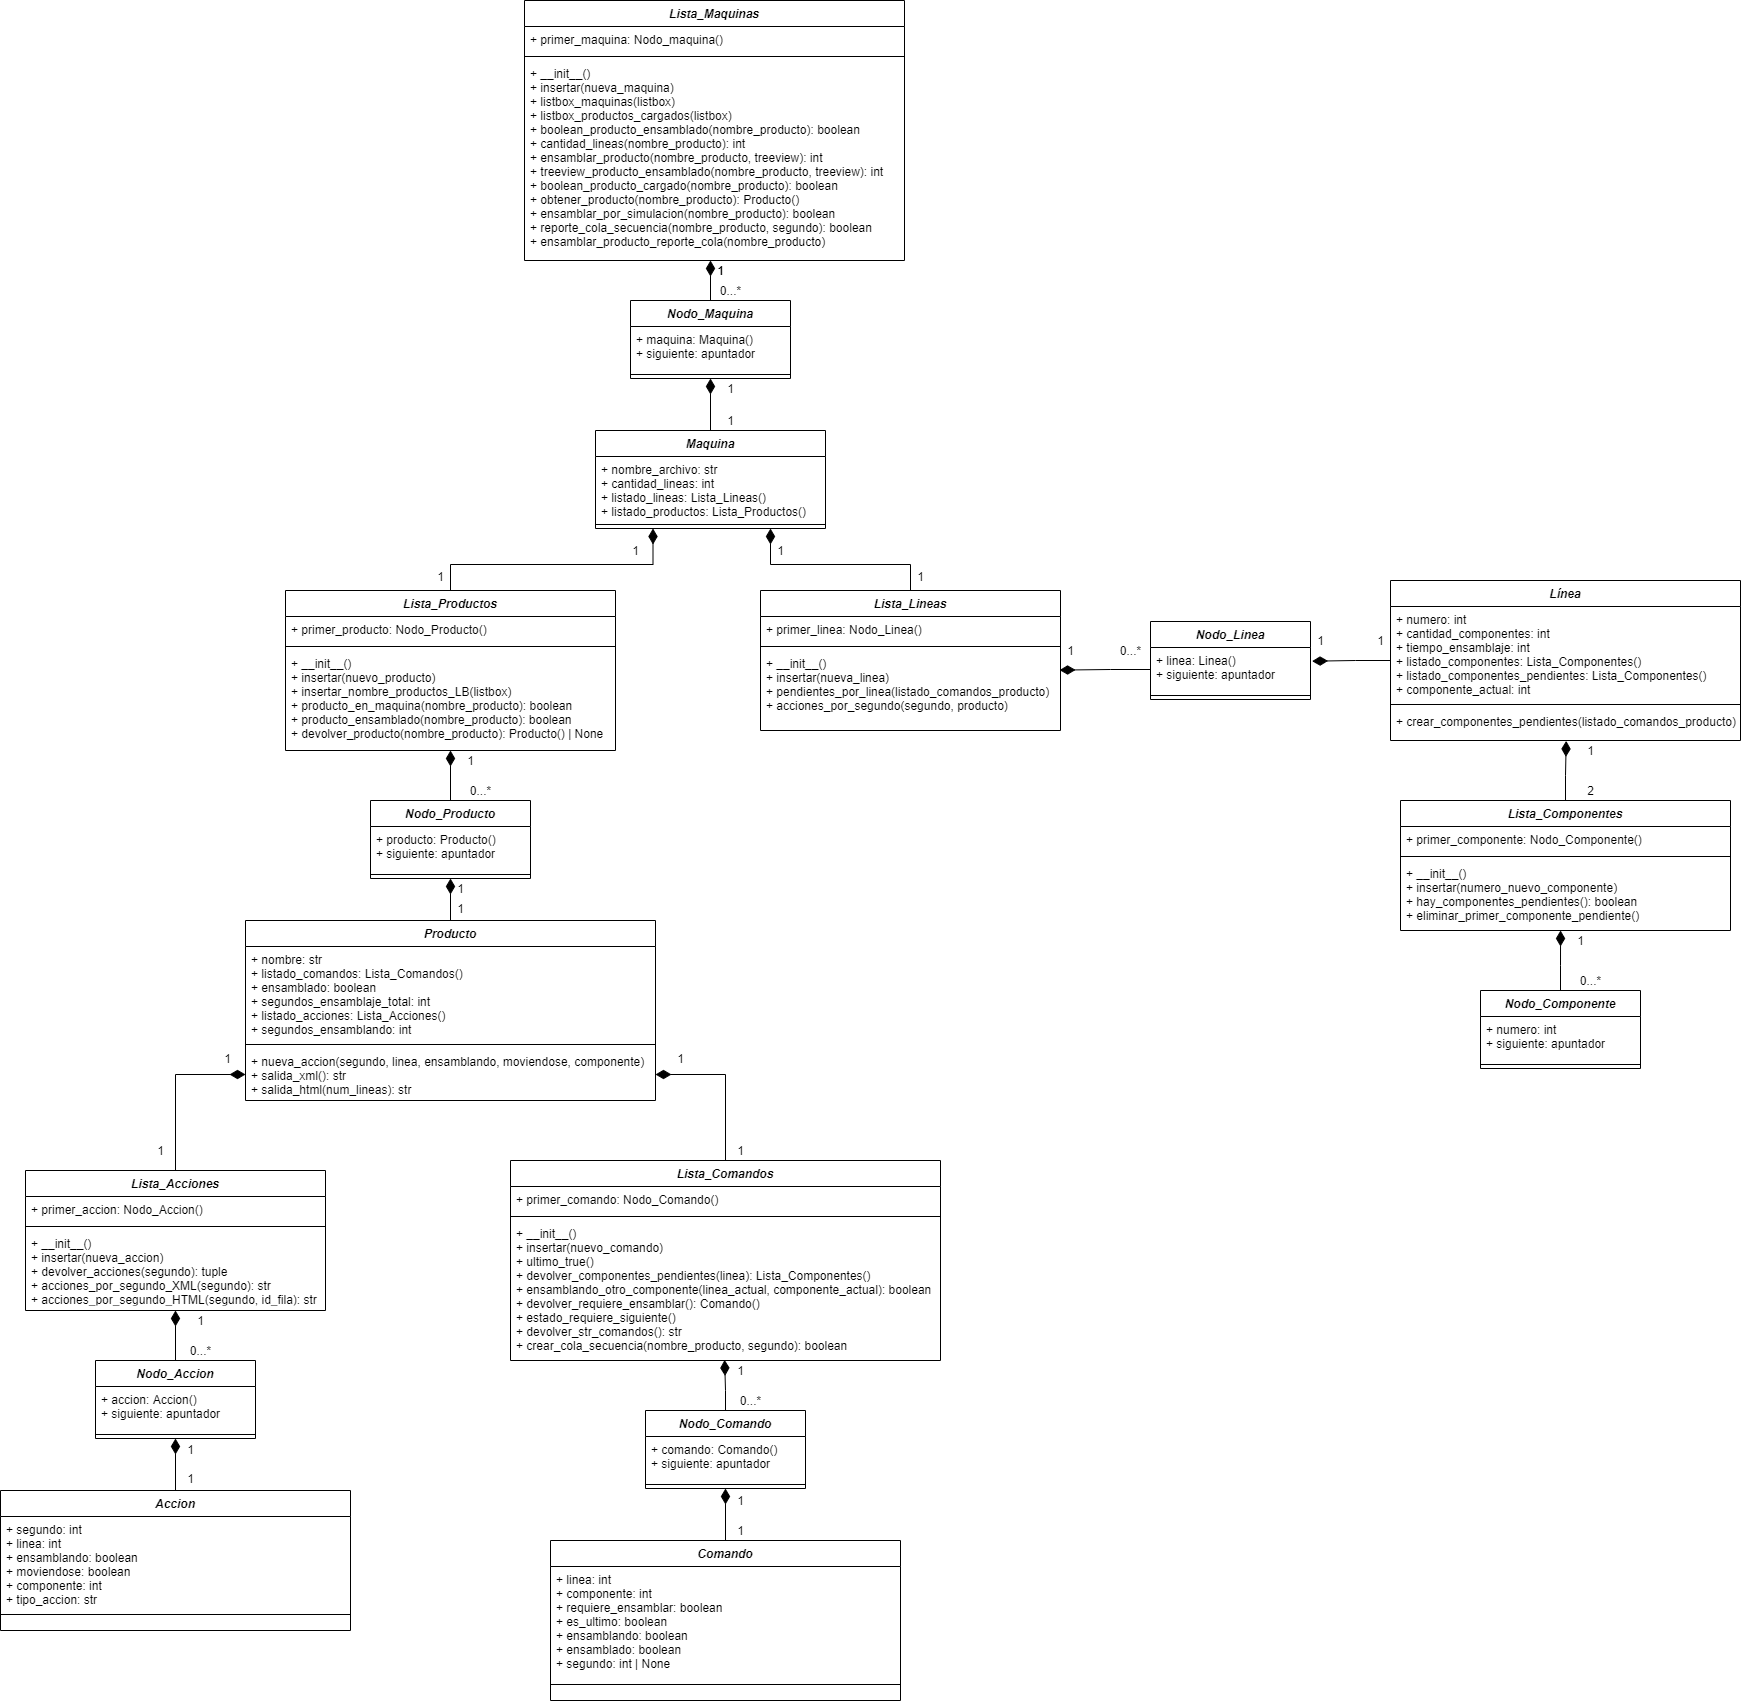 Lista_Maquinas
+ primer_maquina: Nodo_maquina()
+ __init__()
+ insertar(nueva_maquina)
+ listbox_maquinas(listbox)
+ listbox_productos_cargados(listbox)
+ boolean_producto_ensamblado(nombre_producto): boolean
+ cantidad_lineas(nombre_producto): int
+ ensamblar_producto(nombre_producto, treeview): int
+ treeview_producto_ensamblado(nombre_producto, treeview): int
+ boolean_producto_cargado(nombre_producto): boolean
+ obtener_producto(nombre_producto): Producto()
+ ensamblar_por_simulacion(nombre_producto): boolean
+ reporte_cola_secuencia(nombre_producto, segundo): boolean
+ ensamblar_producto_reporte_cola(nombre_producto)
1
0...*
Nodo_Maquina
+ maquina: Maquina()
+ siguiente: apuntador
1
1
Maquina
+ nombre_archivo: str
+ cantidad_lineas: int
+ listado_lineas: Lista_Lineas()
+ listado_productos: Lista_Productos()
1
1
1
1
Lista_Productos
+ primer_producto: Nodo_Producto()
+ __init__()
+ insertar(nuevo_producto)
+ insertar_nombre_productos_LB(listbox)
+ producto_en_maquina(nombre_producto): boolean
+ producto_ensamblado(nombre_producto): boolean
+ devolver_producto(nombre_producto): Producto() | None
Lista_Lineas
+ primer_linea: Nodo_Linea()
+ __init__()
+ insertar(nueva_linea)
+ pendientes_por_linea(listado_comandos_producto)
+ acciones_por_segundo(segundo, producto)
1
0...*
Nodo_Linea
+ linea: Linea()
+ siguiente: apuntador
1
1
Línea
+ numero: int
+ cantidad_componentes: int
+ tiempo_ensamblaje: int
+ listado_componentes: Lista_Componentes()
+ listado_componentes_pendientes: Lista_Componentes()
+ componente_actual: int
+ crear_componentes_pendientes(listado_comandos_producto)
1
2
Lista_Componentes
+ primer_componente: Nodo_Componente()
+ __init__()
+ insertar(numero_nuevo_componente)
+ hay_componentes_pendientes(): boolean
+ eliminar_primer_componente_pendiente()
1
0...*
Nodo_Componente
+ numero: int
+ siguiente: apuntador
1
0...*
Nodo_Producto
+ producto: Producto()
+ siguiente: apuntador
1
1
Producto
+ nombre: str
+ listado_comandos: Lista_Comandos()
+ ensamblado: boolean
+ segundos_ensamblaje_total: int
+ listado_acciones: Lista_Acciones()
+ segundos_ensamblando: int
+ nueva_accion(segundo, linea, ensamblando, moviendose, componente)
+ salida_xml(): str
+ salida_html(num_lineas): str
1
1
1
1
Lista_Acciones
+ primer_accion: Nodo_Accion()
+ __init__()
+ insertar(nueva_accion)
+ devolver_acciones(segundo): tuple
+ acciones_por_segundo_XML(segundo): str
+ acciones_por_segundo_HTML(segundo, id_fila): str
1
0...*
Nodo_Accion
+ accion: Accion()
+ siguiente: apuntador
1
1
Accion
+ segundo: int
+ linea: int
+ ensamblando: boolean
+ moviendose: boolean
+ componente: int
+ tipo_accion: str
Lista_Comandos
+ primer_comando: Nodo_Comando()
+ __init__()
+ insertar(nuevo_comando)
+ ultimo_true()
+ devolver_componentes_pendientes(linea): Lista_Componentes()
+ ensamblando_otro_componente(linea_actual, componente_actual): boolean
+ devolver_requiere_ensamblar(): Comando()
+ estado_requiere_siguiente()
+ devolver_str_comandos(): str
+ crear_cola_secuencia(nombre_producto, segundo): boolean
1
0...*
Nodo_Comando
+ comando: Comando()
+ siguiente: apuntador
1
1
Comando
+ linea: int
+ componente: int
+ requiere_ensamblar: boolean
+ es_ultimo: boolean
+ ensamblando: boolean
+ ensamblado: boolean
+ segundo: int | None